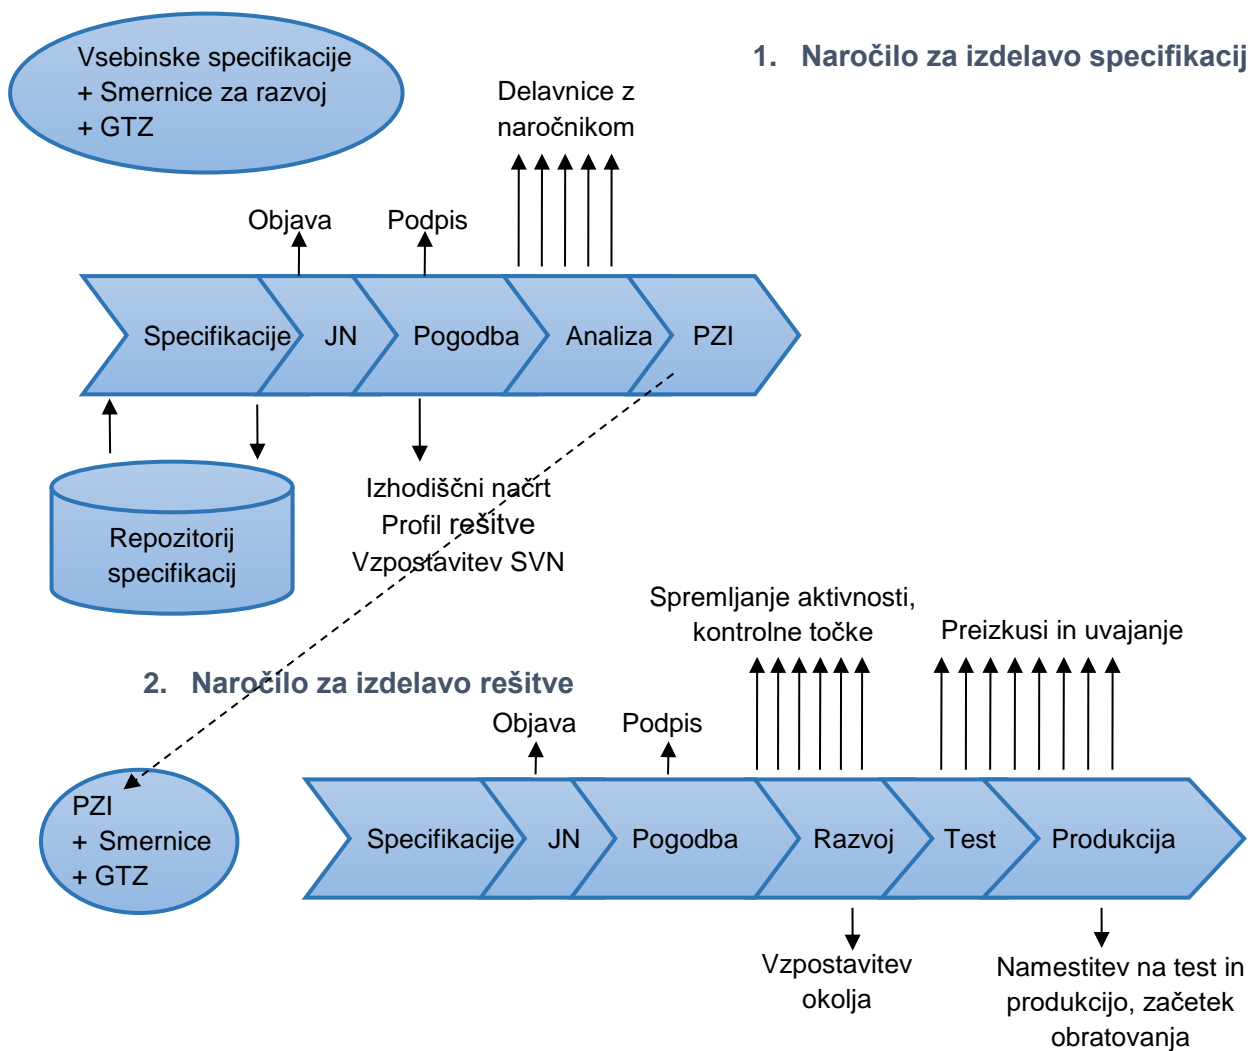 Vsebinske specifikacije
+ Smernice za razvoj
+ GTZ
1. Naročilo za izdelavo specifikacij
Delavnice z
naročnikom
Objava
Podpis
Specifikacije
JN
Pogodba
Analiza
PZI
Repozitorij
specifikacij
Izhodiščni načrt
Profil rešitve
Vzpostavitev SVN
Spremljanje aktivnosti,
kontrolne točke
Preizkusi in uvajanje
2. Naročilo za izdelavo rešitve
Objava
Podpis
PZI
+ Smernice
+ GTZ
Specifikacije
JN
Pogodba
Razvoj
Test
Produkcija
Vzpostavitev
okolja
Namestitev na test in
produkcijo, začetek
obratovanja